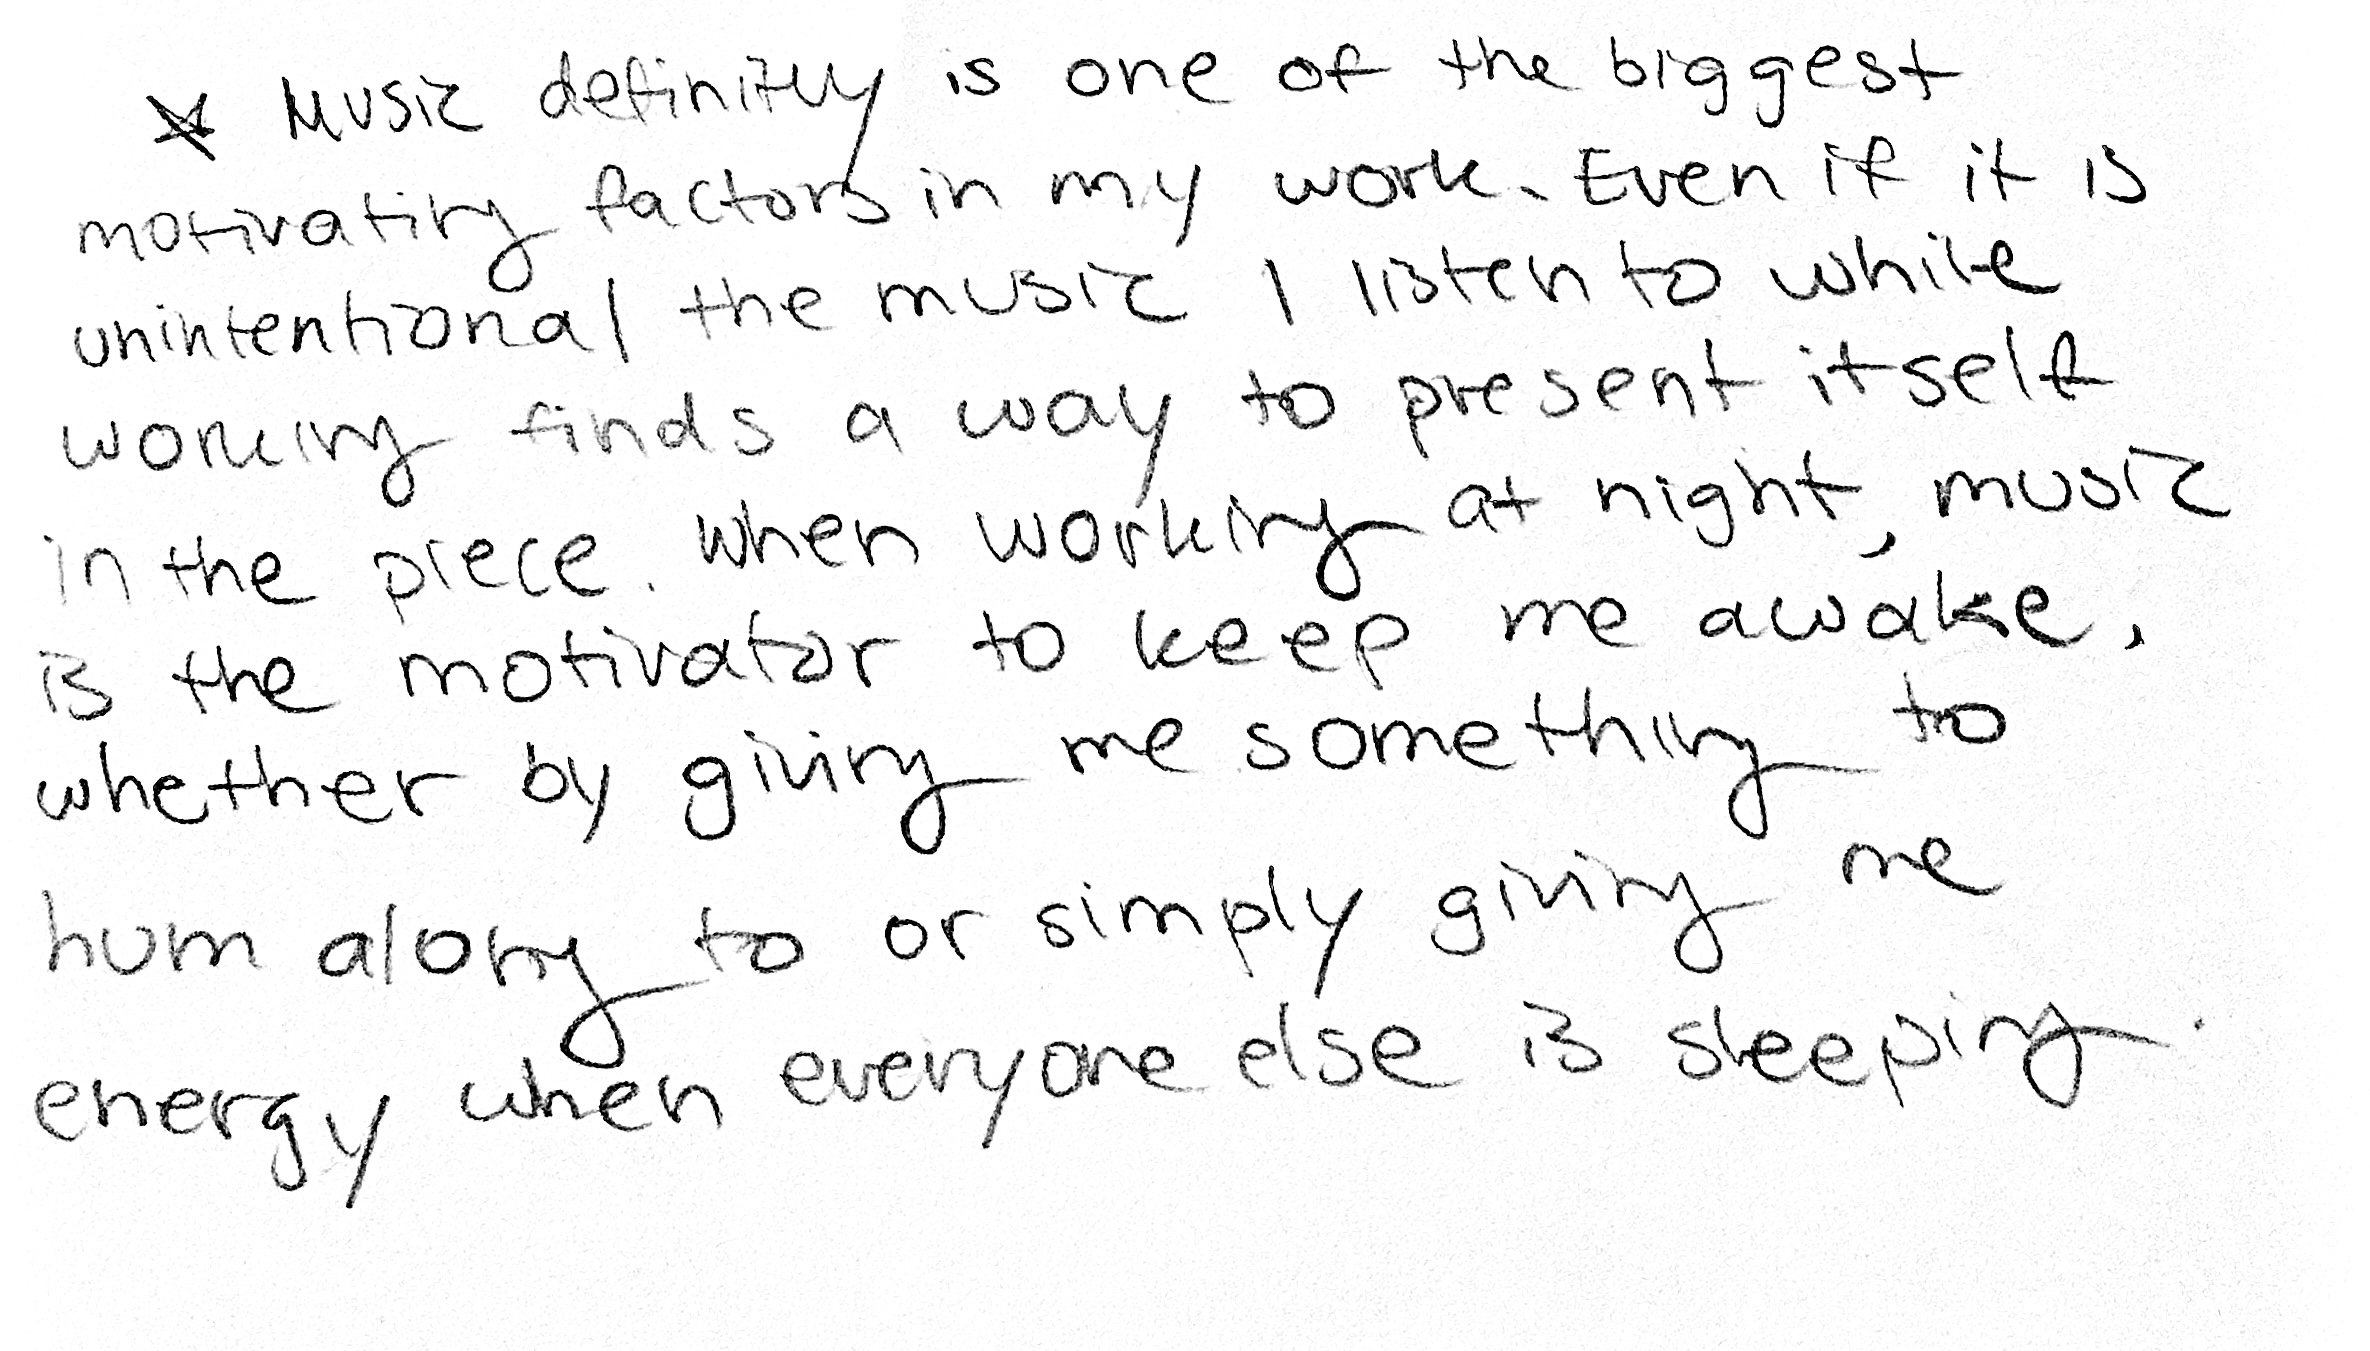 ☆ Music definitly is one of the biggest
motivating factors in my work. Even if it is
unintentional the music I listen to while
working finds a way to present itself
in the piece. When working at night, music
is the motivator to keep me awake,
whether by giving me something to
hum along to or simply giving me
energy when everyone else is sleeping.